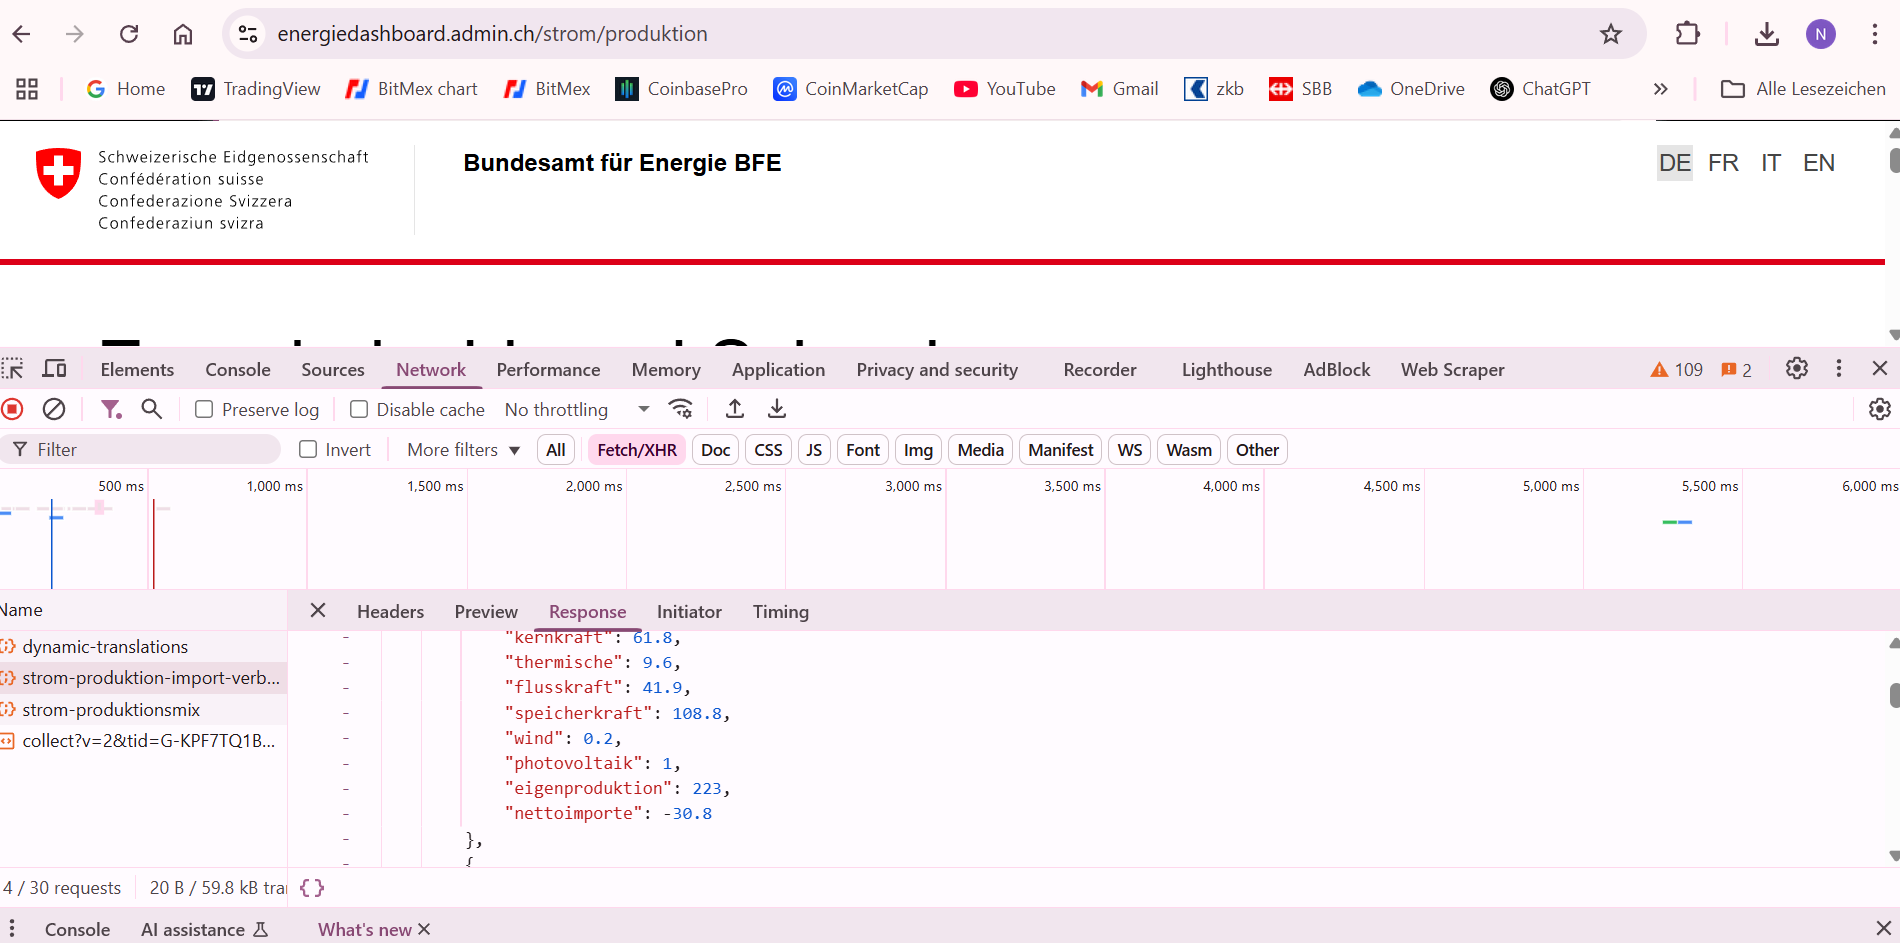 energiedashboard.admin.ch/strom/produktion
N
Home TradingView BitMex chart BitMex CoinbasePro CoinMarketCap YouTube Gmail zkb SBB OneDrive ChatGPT » Alle Lesezeichen
Schweizerische Eidgenossenschaft
Confédération suisse
Confederazione Svizzera
Confederaziun svizra
Bundesamt für Energie BFE
DE FR IT EN
Elements Console Sources Network Performance Memory Application Privacy and security Recorder Lighthouse AdBlock Web Scraper 109 2
Preserve log Disable cache No throttling
Filter Invert More filters All Fetch/XHR Doc CSS JS Font Img Media Manifest WS Wasm Other
500 ms 1,000 ms 1,500 ms 2,000 ms 2,500 ms 3,000 ms 3,500 ms 4,000 ms 4,500 ms 5,000 ms 5,500 ms 6,000 ms
Name
dynamic-translations
strom-produktion-import-verb...
strom-produktionsmix
collect?v=2&tid=G-KPF7TQ1B...
Headers Preview Response Initiator Timing
- "kernkraft": 61.8,
- "thermische": 9.6,
- "flusskraft": 41.9,
- "speicherkraft": 108.8,
- "wind": 0.2,
- "photovoltaik": 1,
- "eigenproduktion": 223,
- "nettoimporte": -30.8
- },
- {
4 / 30 requests 20 B / 59.8 kB tra
{}
Console AI assistance What's new